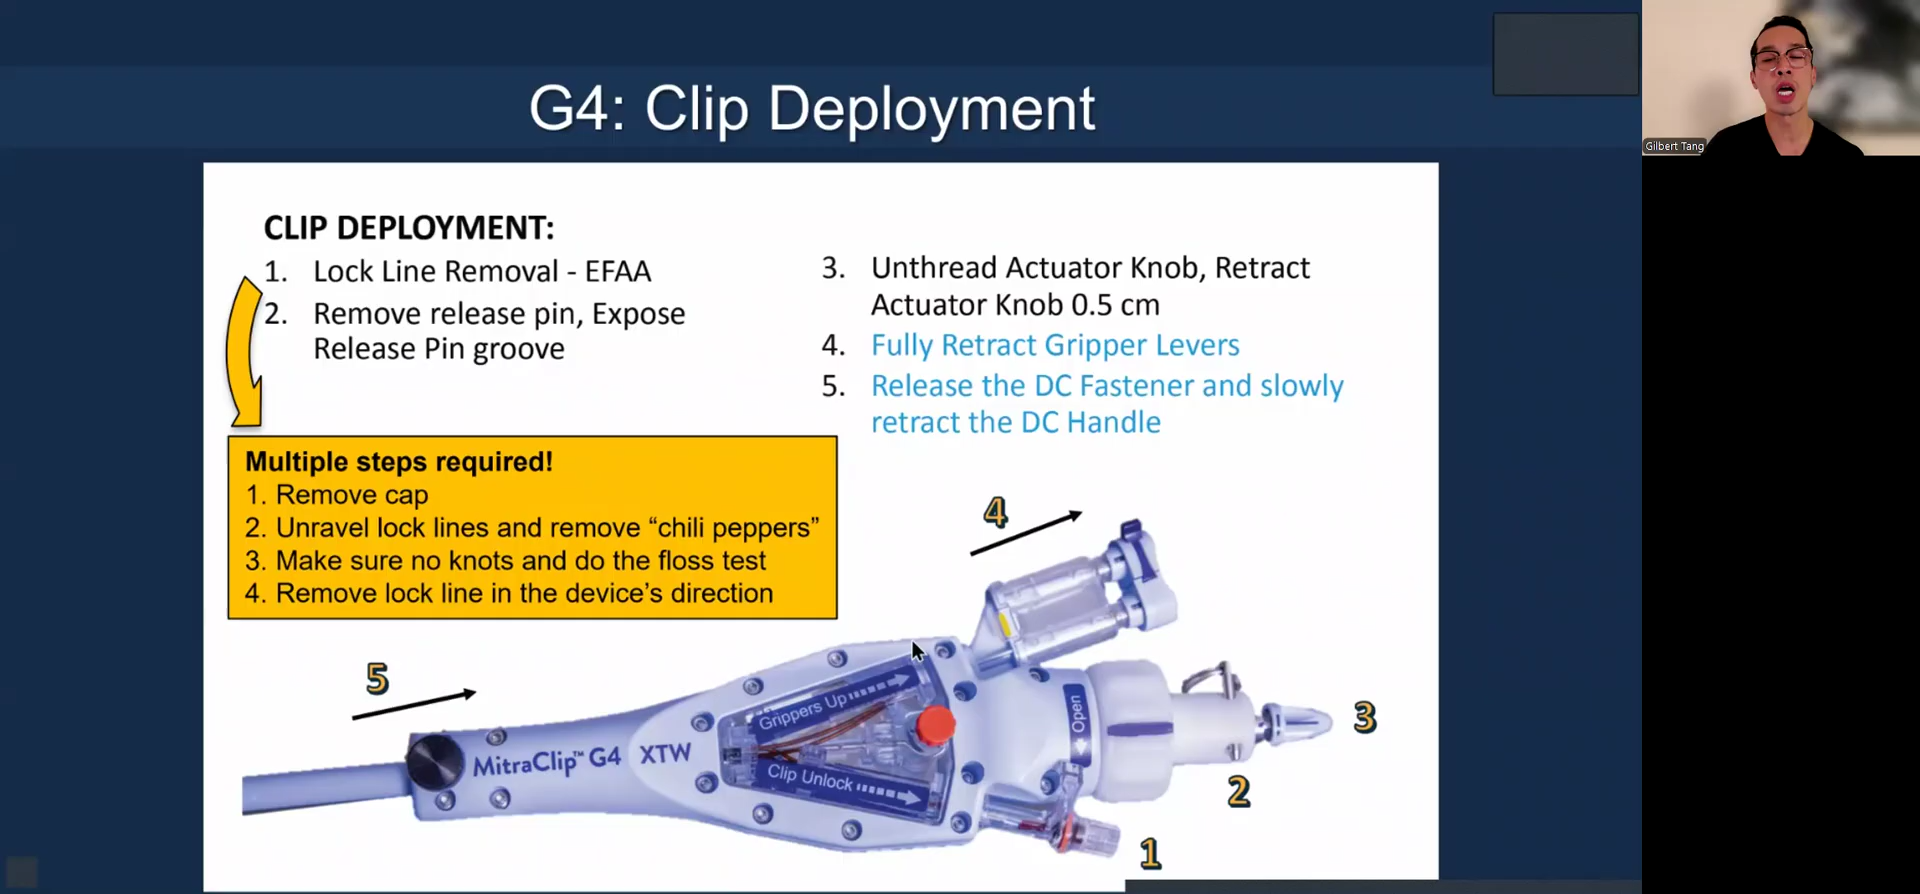 G4: Clip Deployment
Gilbert Tang
CLIP DEPLOYMENT:
1. Lock Line Removal - EFAA
2. Remove release pin, Expose
Release Pin groove
3. Unthread Actuator Knob, Retract
Actuator Knob 0.5 cm
4. Fully Retract Gripper Levers
5. Release the DC Fastener and slowly
retract the DC Handle
Multiple steps required!
1. Remove cap
2. Unravel lock lines and remove “chili peppers”
3. Make sure no knots and do the floss test
4. Remove lock line in the device’s direction
4
5
Grippers Up
Open
3
MitraClip™ G4 XTW
Clip Unlock
2
1